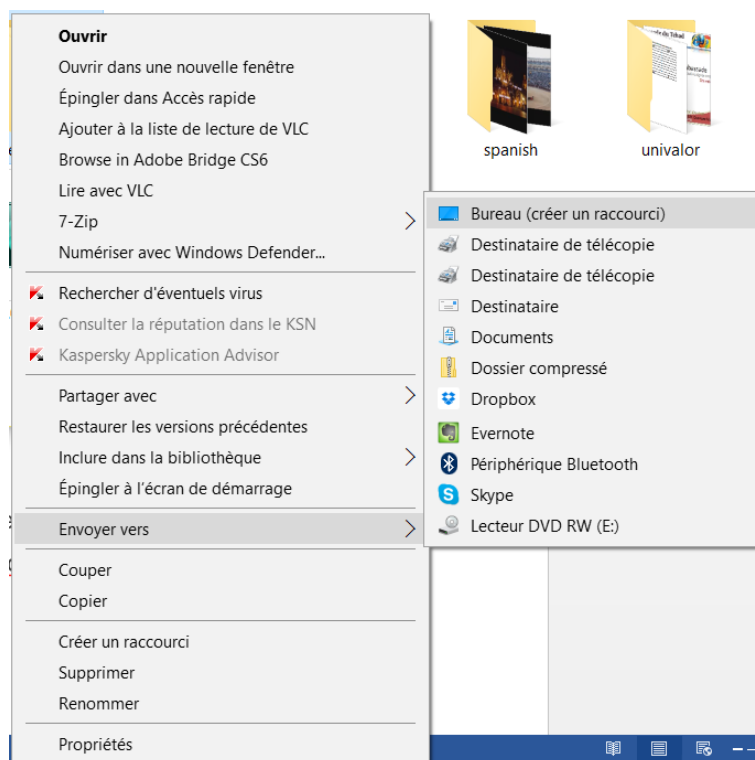 Ouvrir
Ouvrir dans une nouvelle fenêtre
Épingler dans Accès rapide
Ajouter à la liste de lecture de VLC
Browse in Adobe Bridge CS6
Lire avec VLC
7-Zip
Numériser avec Windows Defender...
Rechercher d'éventuels virus
Consulter la réputation dans le KSN
Kaspersky Application Advisor
Partager avec
Restaurer les versions précédentes
Inclure dans la bibliothèque
Épingler à l'écran de démarrage
Envoyer vers
Couper
Copier
Créer un raccourci
Supprimer
Renommer
Propriétés
spanish
univalor
Bureau (créer un raccourci)
Destinataire de télécopie
Destinataire de télécopie
Destinataire
Documents
Dossier compressé
Dropbox
Evernote
Périphérique Bluetooth
Skype
Lecteur DVD RW (E:)